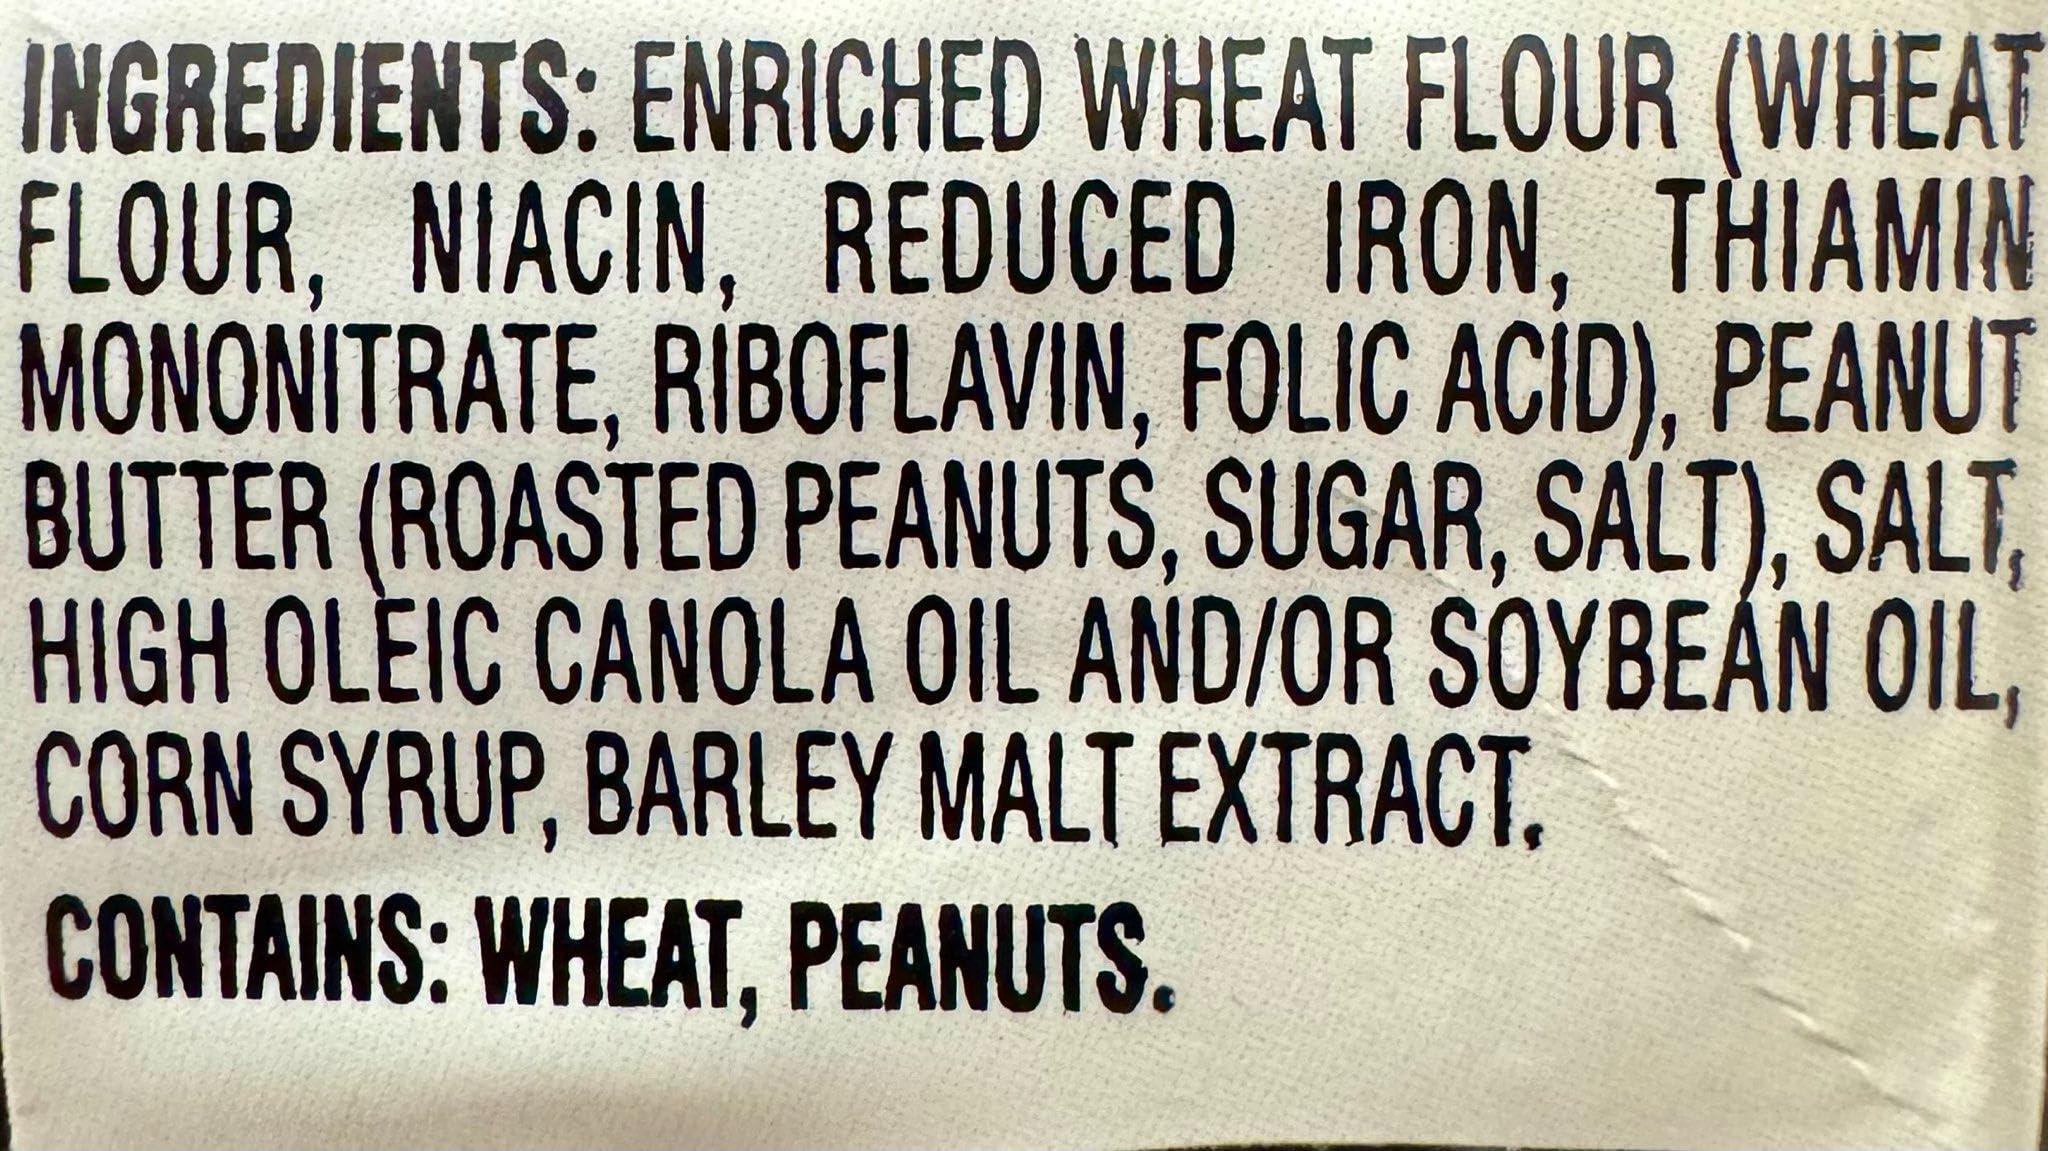 INGREDIENTS: ENRICHED WHEAT FLOUR (WHEAT
FLOUR, NIACIN, REDUCED IRON, THIAMIN
MONONITRATE, RIBOFLAVIN, FOLIC ACID), PEANUT
BUTTER (ROASTED PEANUTS, SUGAR, SALT), SALT,
HIGH OLEIC CANOLA OIL AND/OR SOYBEAN OIL,
CORN SYRUP, BARLEY MALT EXTRACT.
CONTAINS: WHEAT, PEANUTS.